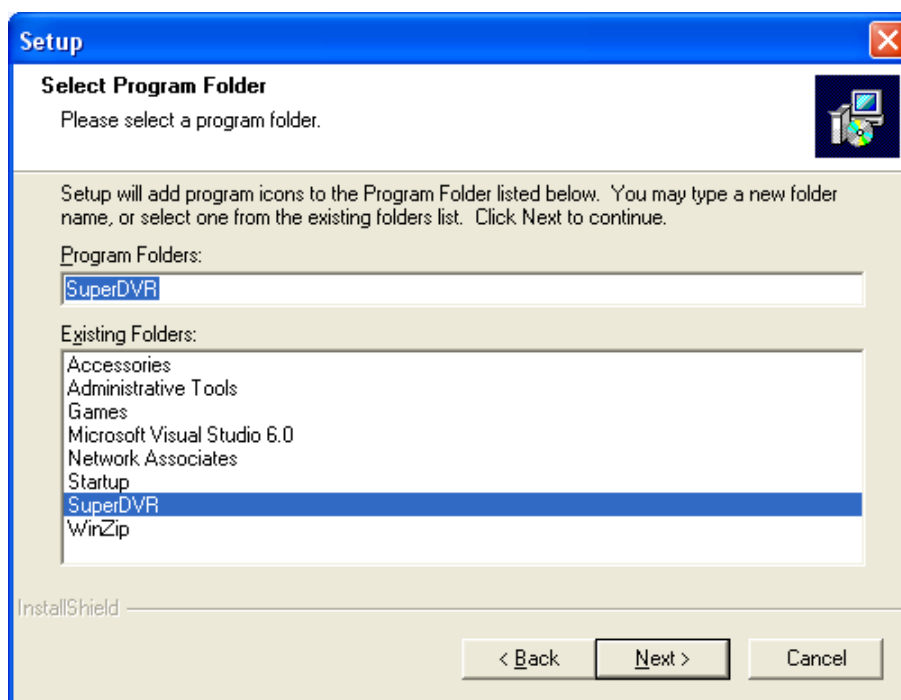 Setup
Select Program Folder
Please select a program folder.
Setup will add program icons to the Program Folder listed below.  You may type a new folder
name, or select one from the existing folders list.  Click Next to continue.
Program Folders:
SuperDVR
Existing Folders:
Accessories
Administrative Tools
Games
Microsoft Visual Studio 6.0
Network Associates
Startup
SuperDVR
WinZip
InstallShield
< Back
Next >
Cancel